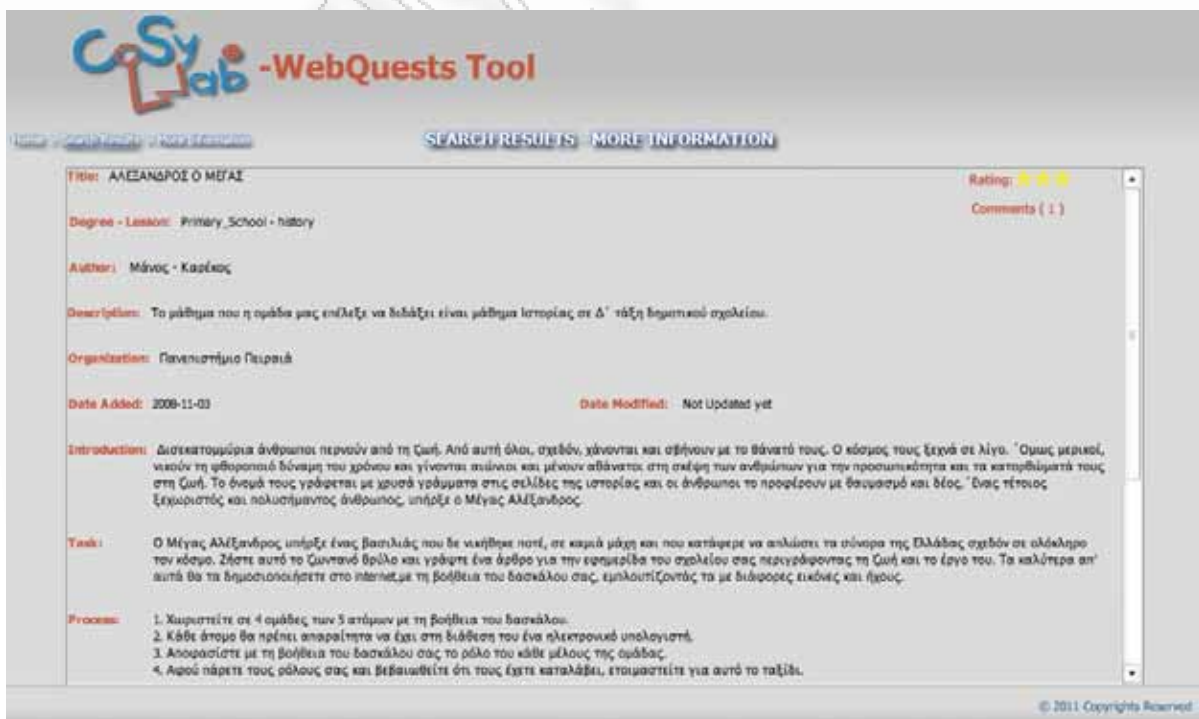 CoSy Lab -WebQuests Tool
Home > Search Results > More Information
SEARCH RESULTS - MORE INFORMATION
Title: ΑΛΕΞΑΝΔΡΟΣ Ο ΜΕΓΑΣ
Rating:
Comments ( 1 )
Degree - Lesson: Primary_School - history
Author: Μάνος - Καρέκος
Description: Το μάθημα που η ομάδα μας επέλεξε να διδάξει είναι μάθημα Ιστορίας σε Δ΄ τάξη δημοτικού σχολείου.
Organization: Πανεπιστήμιο Πειραιά
Date Added: 2008-11-03 Date Modified: Not Updated yet
Introduction: Δισεκατομμύρια άνθρωποι περνούν από τη ζωή. Από αυτή όλοι, σχεδόν, χάνονται και σβήνουν με το θάνατό τους. Ο κόσμος τους ξεχνά σε λίγο. ΄Ομως μερικοί,
νικούν τη φθοροποιό δύναμη του χρόνου και γίνονται αιώνιοι και μένουν αθάνατοι στη σκέψη των ανθρώπων για την προσωπικότητα και τα κατορθώματά τους
στη ζωή. Το όνομά τους γράφεται με χρυσά γράμματα στις σελίδες της ιστορίας και οι άνθρωποι το προφέρουν με θαυμασμό και δέος. ΄Ενας τέτοιος
ξεχωριστός και πολυσήμαντος άνθρωπος, υπήρξε ο Μέγας Αλέξανδρος.
Task: Ο Μέγας Αλέξανδρος υπήρξε ένας βασιλιάς που δε νικήθηκε ποτέ, σε καμιά μάχη και που κατάφερε να απλώσει τα σύνορα της Ελλάδας σχεδόν σε ολόκληρο
τον κόσμο. Ζήστε αυτό το ζωντανό θρύλο και γράψτε ένα άρθρο για την εφημερίδα του σχολείου σας περιγράφοντας τη ζωή και το έργο του. Τα καλύτερα απ'
αυτά θα τα δημοσιοποιήσετε στο internet,με τη βοήθεια του δασκάλου σας, εμπλουτίζοντάς τα με διάφορες εικόνες και ήχους.
Process: 1. Χωριστείτε σε 4 ομάδες των 5 ατόμων με τη βοήθεια του δασκάλου.
2. Κάθε άτομο θα πρέπει απαραίτητα να έχει στη διάθεση του ένα ηλεκτρονικό υπολογιστή.
3. Αποφασίστε με τη βοήθεια του δασκάλου σας το ρόλο του κάθε μέλους της ομάδας.
4. Αφού πάρετε τους ρόλους σας και βεβαιωθείτε ότι τους έχετε καταλάβει, ετοιμαστείτε για αυτό το ταξίδι.
© 2011 Copyrights Reserved